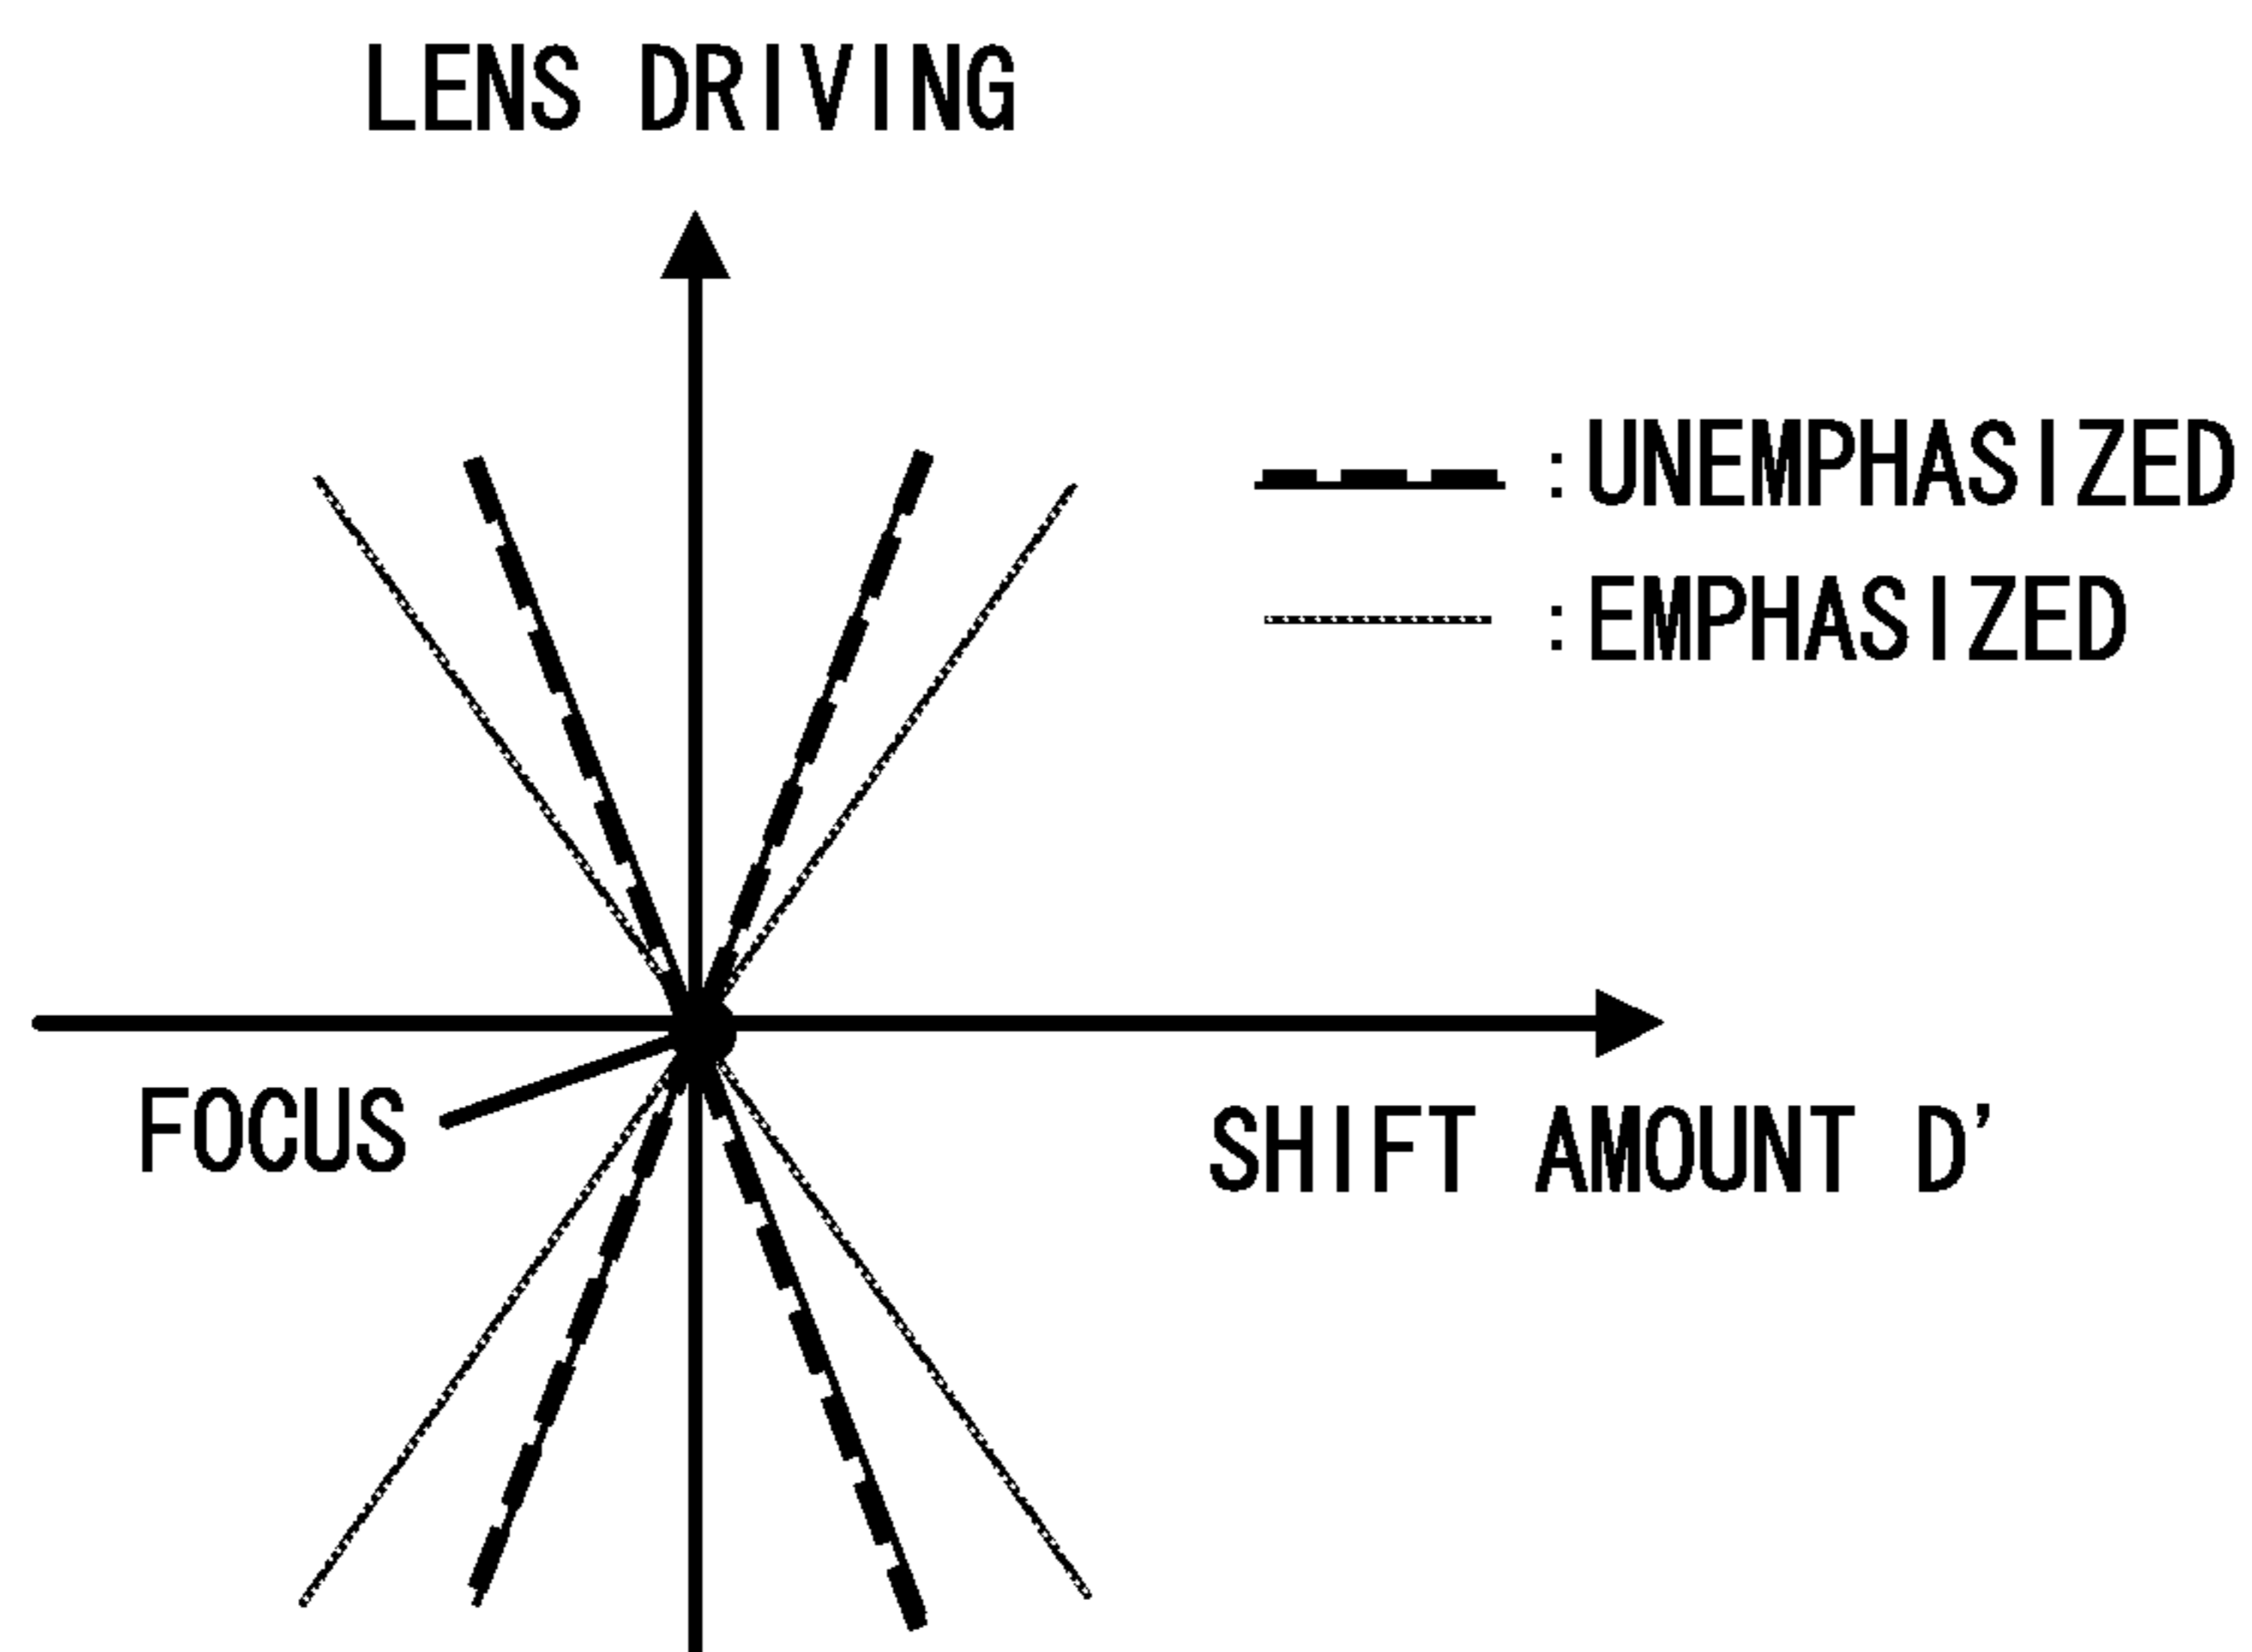 LENS DRIVING
: UNEMPHASIZED
: EMPHASIZED
FOCUS
SHIFT AMOUNT D'